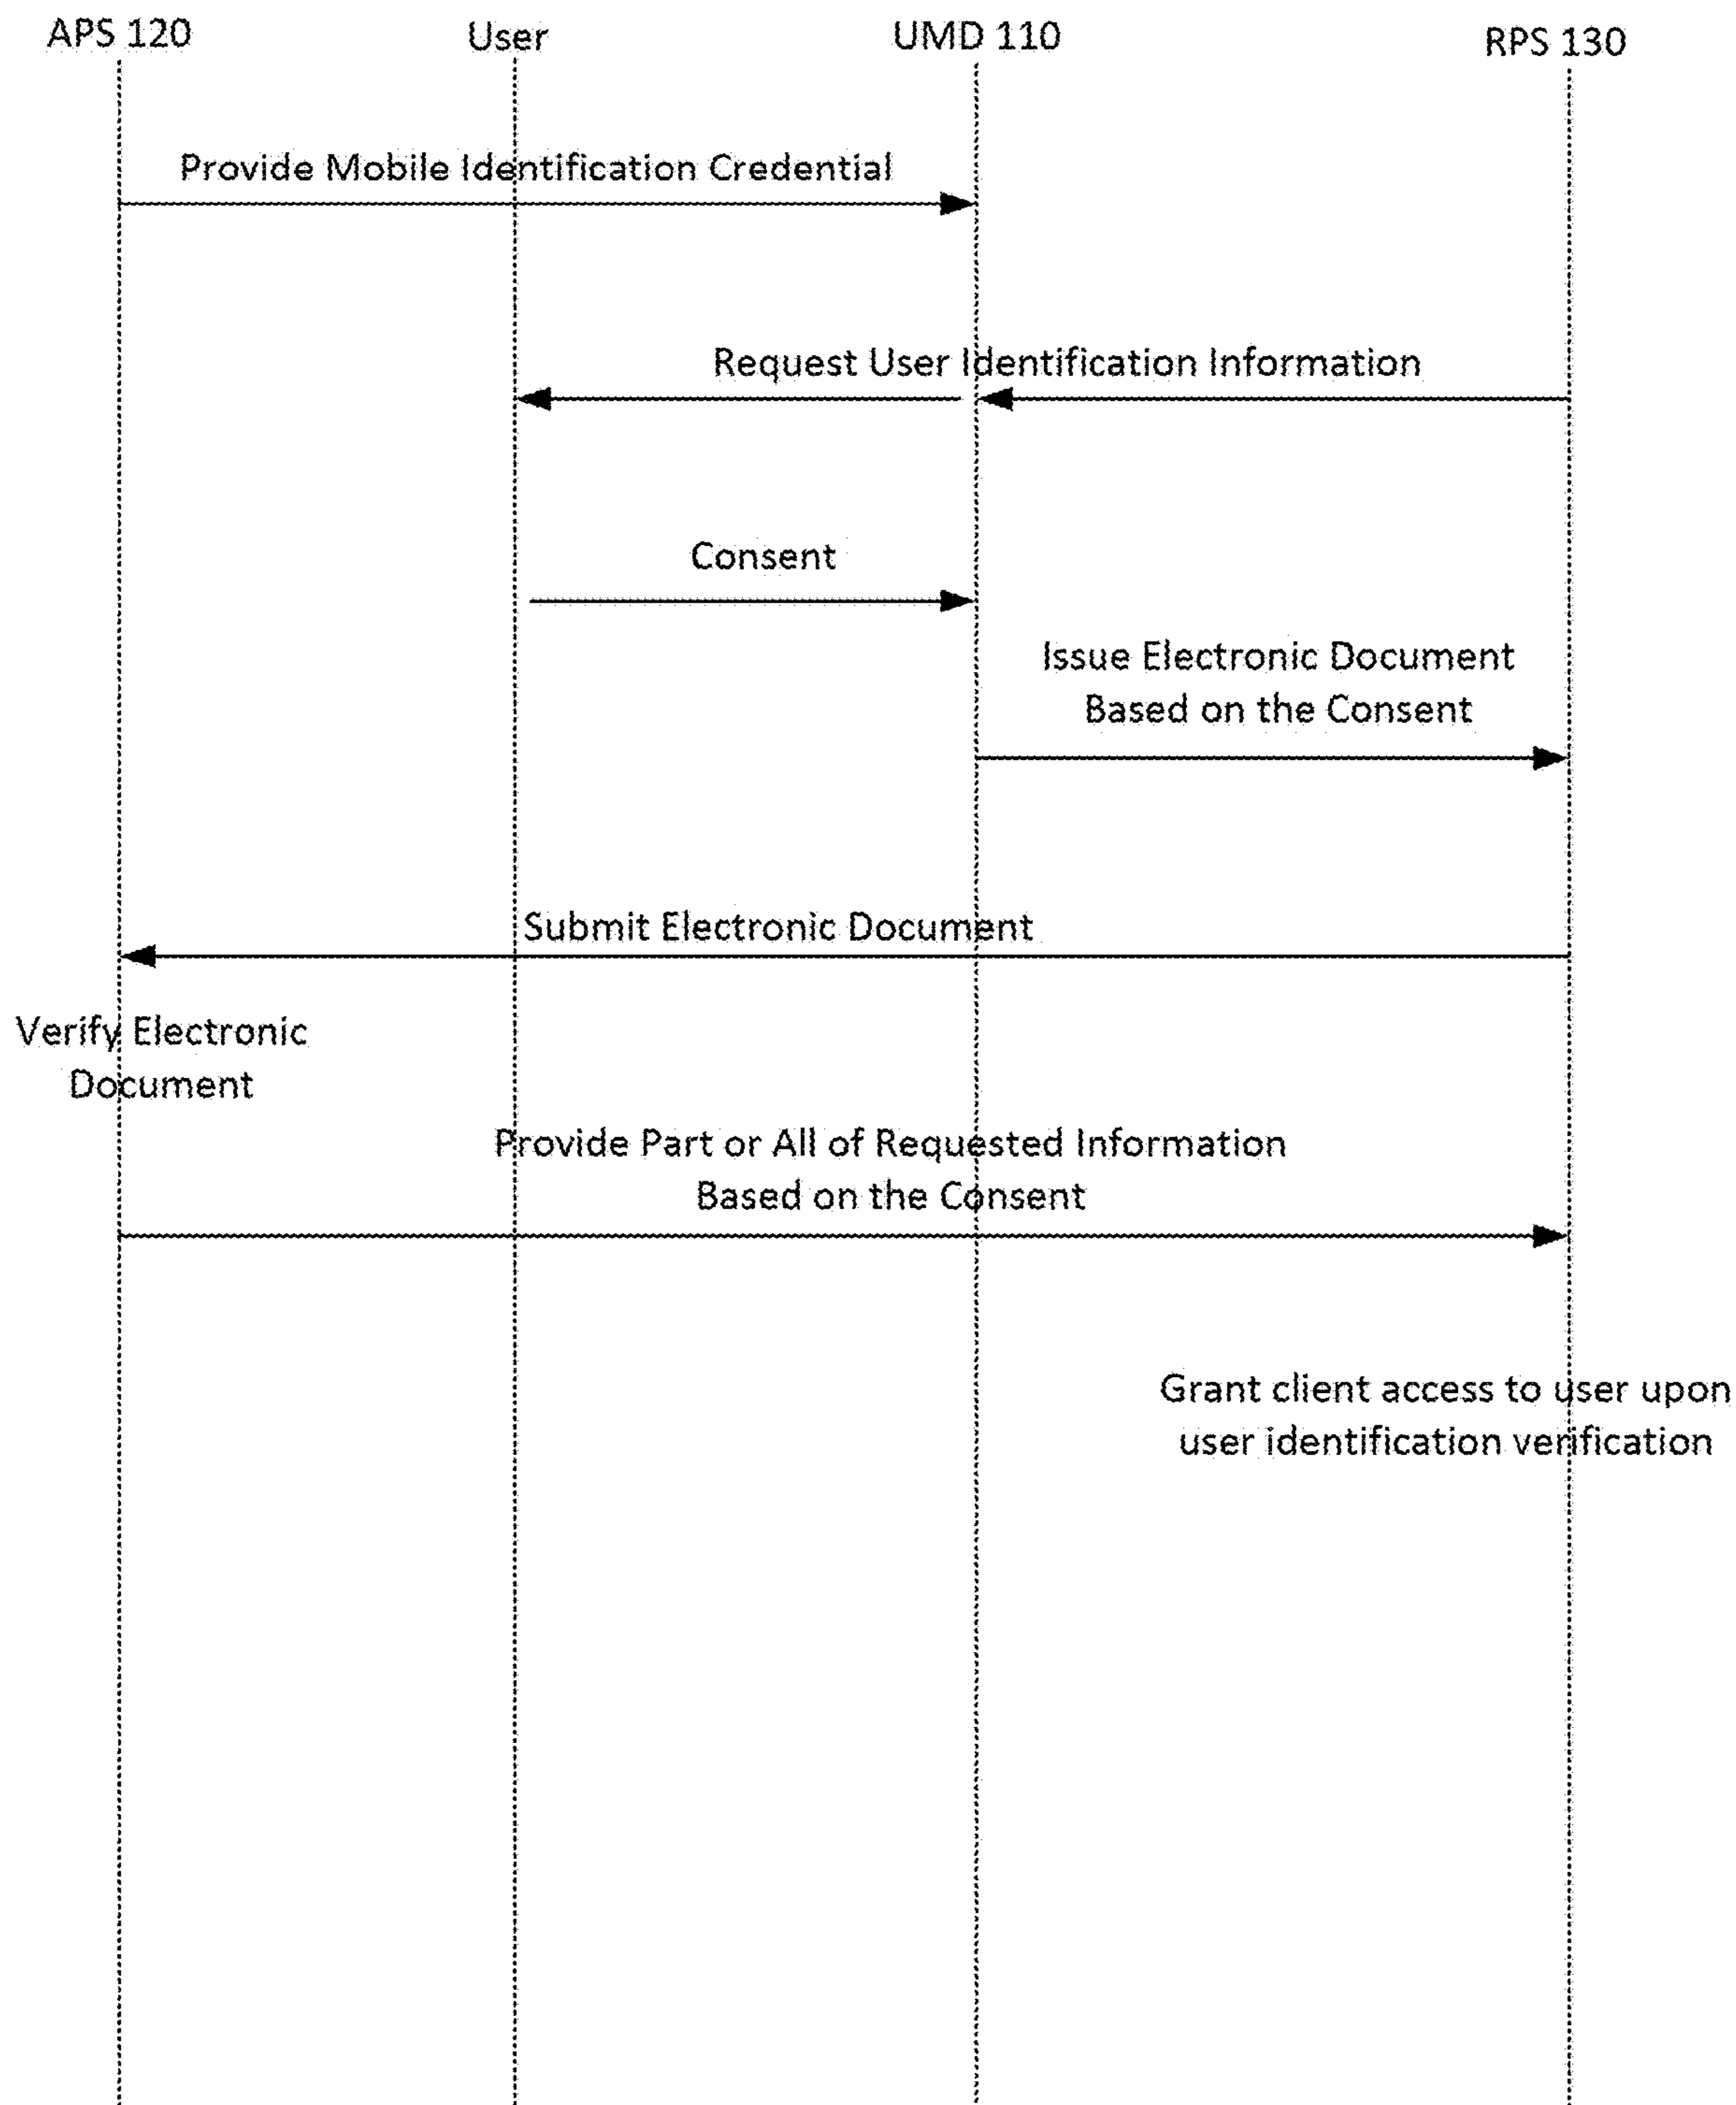 APS 120
User
UMD 110
RPS 130
Provide Mobile Identification Credential
Request User Identification Information
Consent
Issue Electronic Document
Based on the Consent
Submit Electronic Document
Verify Electronic
Document
Provide Part or All of Requested Information
Based on the Consent
Grant client access to user upon
user identification verification